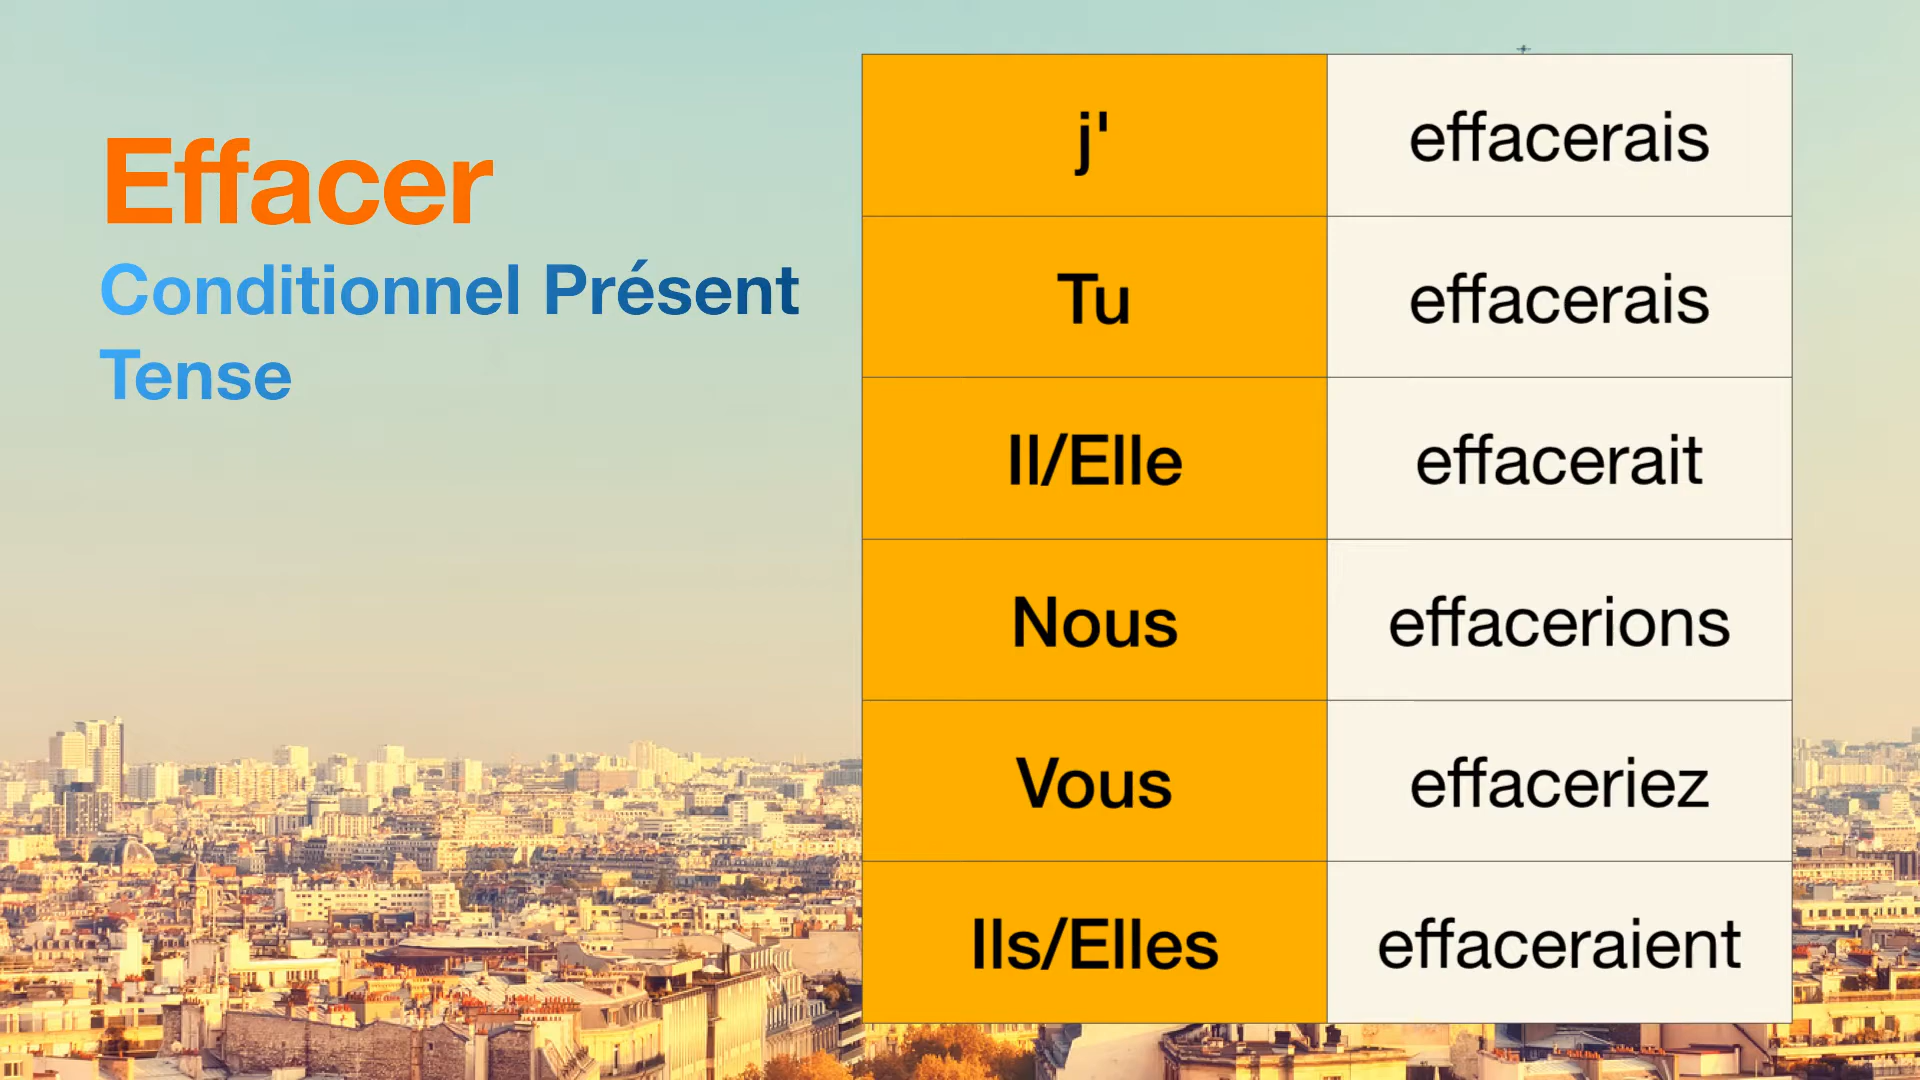 Effacer
Conditionnel Présent
Tense
j' effacerais
Tu effacerais
Il/Elle effacerait
Nous effacerions
Vous effaceriez
Ils/Elles effaceraient